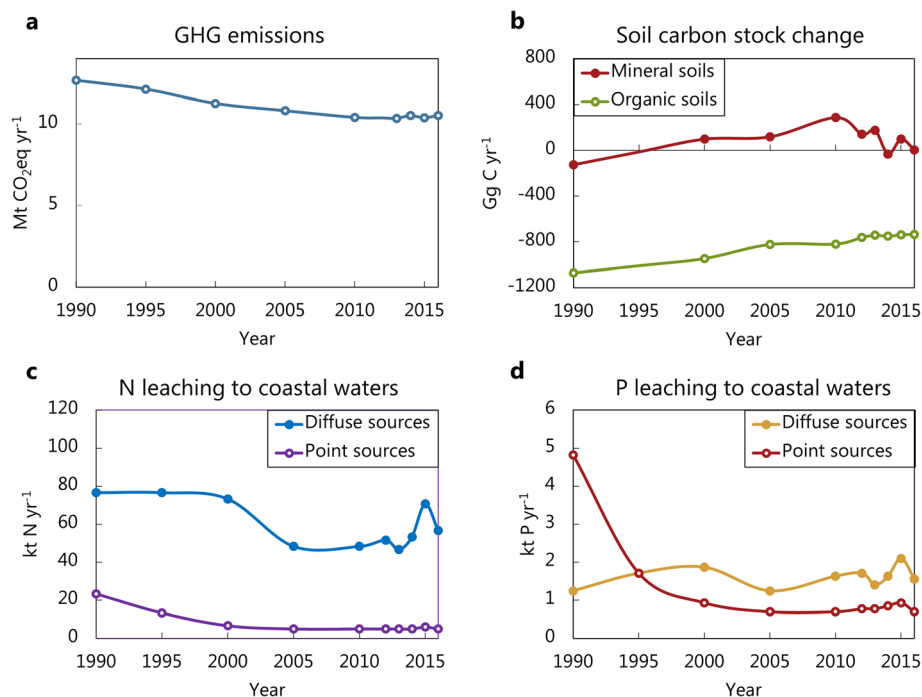 a
GHG emissions
10
5
0
Mt CO₂eq yr⁻¹
1990 1995 2000 2005 2010 2015
Year
b
Soil carbon stock change
Mineral soils
Organic soils
800
400
0
-400
-800
-1200
Gg C yr⁻¹
1990 1995 2000 2005 2010 2015
Year
c
N leaching to coastal waters
Diffuse sources
Point sources
120
100
80
60
40
20
0
kt N yr⁻¹
1990 1995 2000 2005 2010 2015
Year
d
P leaching to coastal waters
Diffuse sources
Point sources
6
5
4
3
2
1
0
kt P yr⁻¹
1990 1995 2000 2005 2010 2015
Year